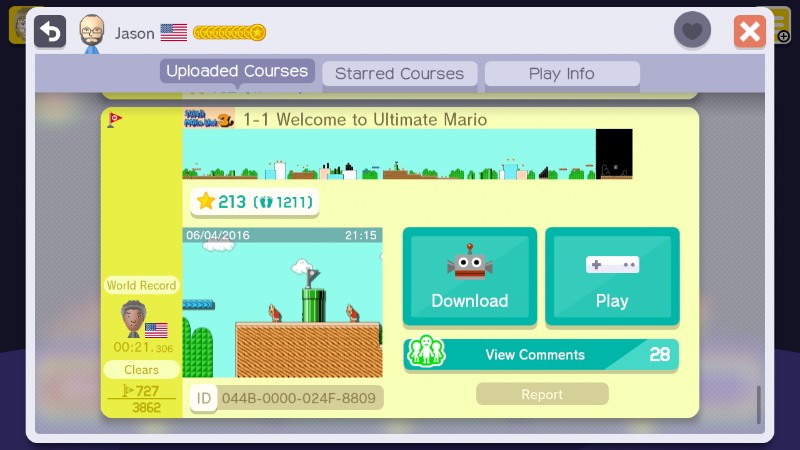 Jason
Uploaded Courses
Starred Courses
Play Info
1-1 Welcome to Ultimate Mario
213 (1211)
06/04/2016 21:15
World Record
00:21.306
Clears
727
3862
Download
Play
View Comments 28
ID 044B-0000-024F-8809
Report